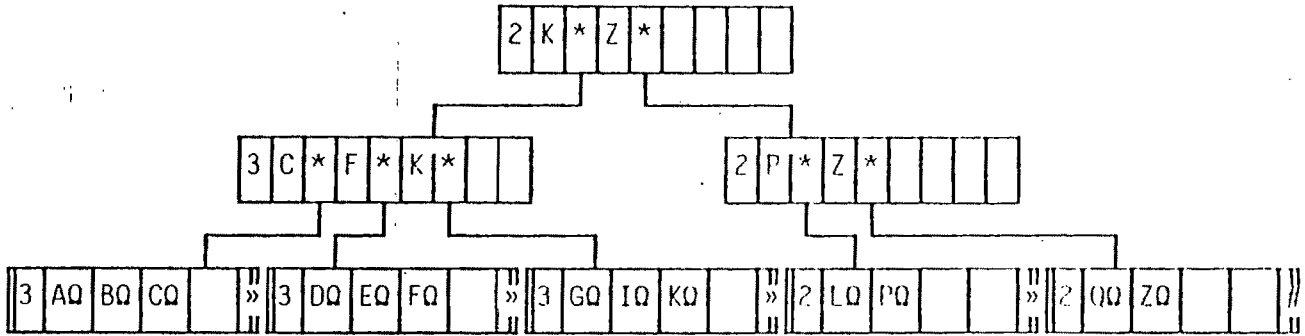 2 K * Z *
3 C * F * K *
2 P * Z *
3 AΩ BΩ CΩ » 3 DΩ EΩ FΩ » 3 GΩ IΩ KΩ » 2 LΩ PΩ » 2 QΩ ZΩ